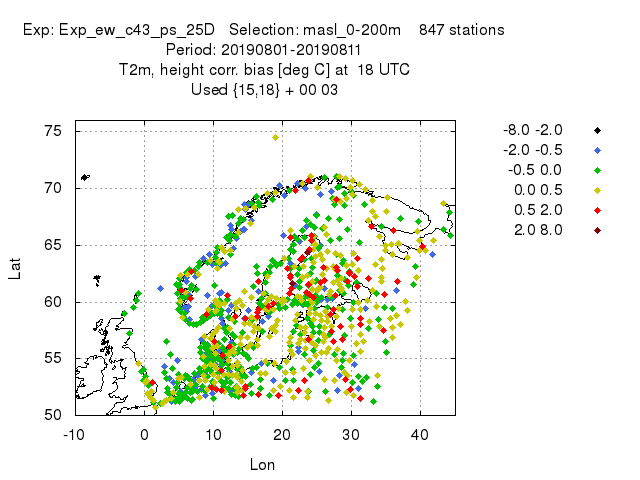 Exp: Exp_ew_c43_ps_25D   Selection: masl_0-200m    847 stations
Period: 20190801-20190811
T2m, height corr. bias [deg C] at  18 UTC
Used {15,18} + 00 03
-8.0 -2.0
-2.0 -0.5
-0.5 0.0
0.0 0.5
0.5 2.0
2.0 8.0
75
70
65
60
55
50
Lat
-10 0 10 20 30 40
Lon